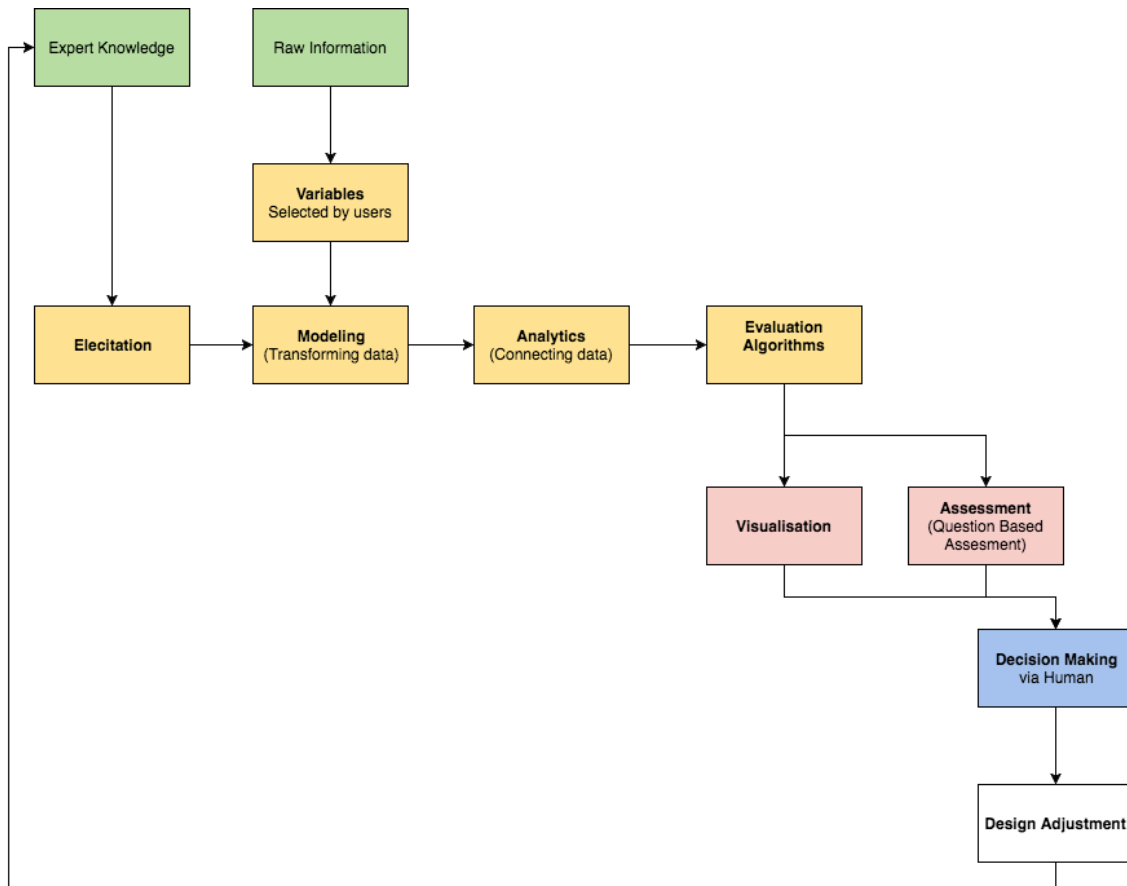 Expert Knowledge
Raw Information
Variables
Selected by users
Elecitation
Modeling
(Transforming data)
Analytics
(Connecting data)
Evaluation
Algorithms
Visualisation
Assessment
(Question Based
Assesment)
Decision Making
via Human
Design Adjustment